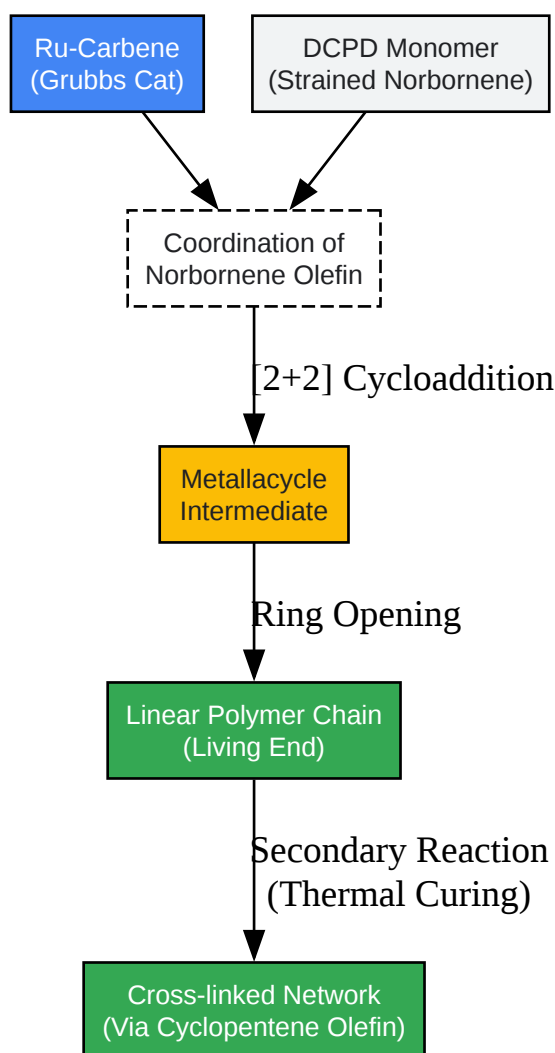 Ru-Carbene
(Grubbs Cat)
DCPD Monomer
(Strained Norbornene)
Coordination of
Norbornene Olefin
[2+2] Cycloaddition
Metallacycle
Intermediate
Ring Opening
Linear Polymer Chain
(Living End)
Secondary Reaction
(Thermal Curing)
Cross-linked Network
(Via Cyclopentene Olefin)